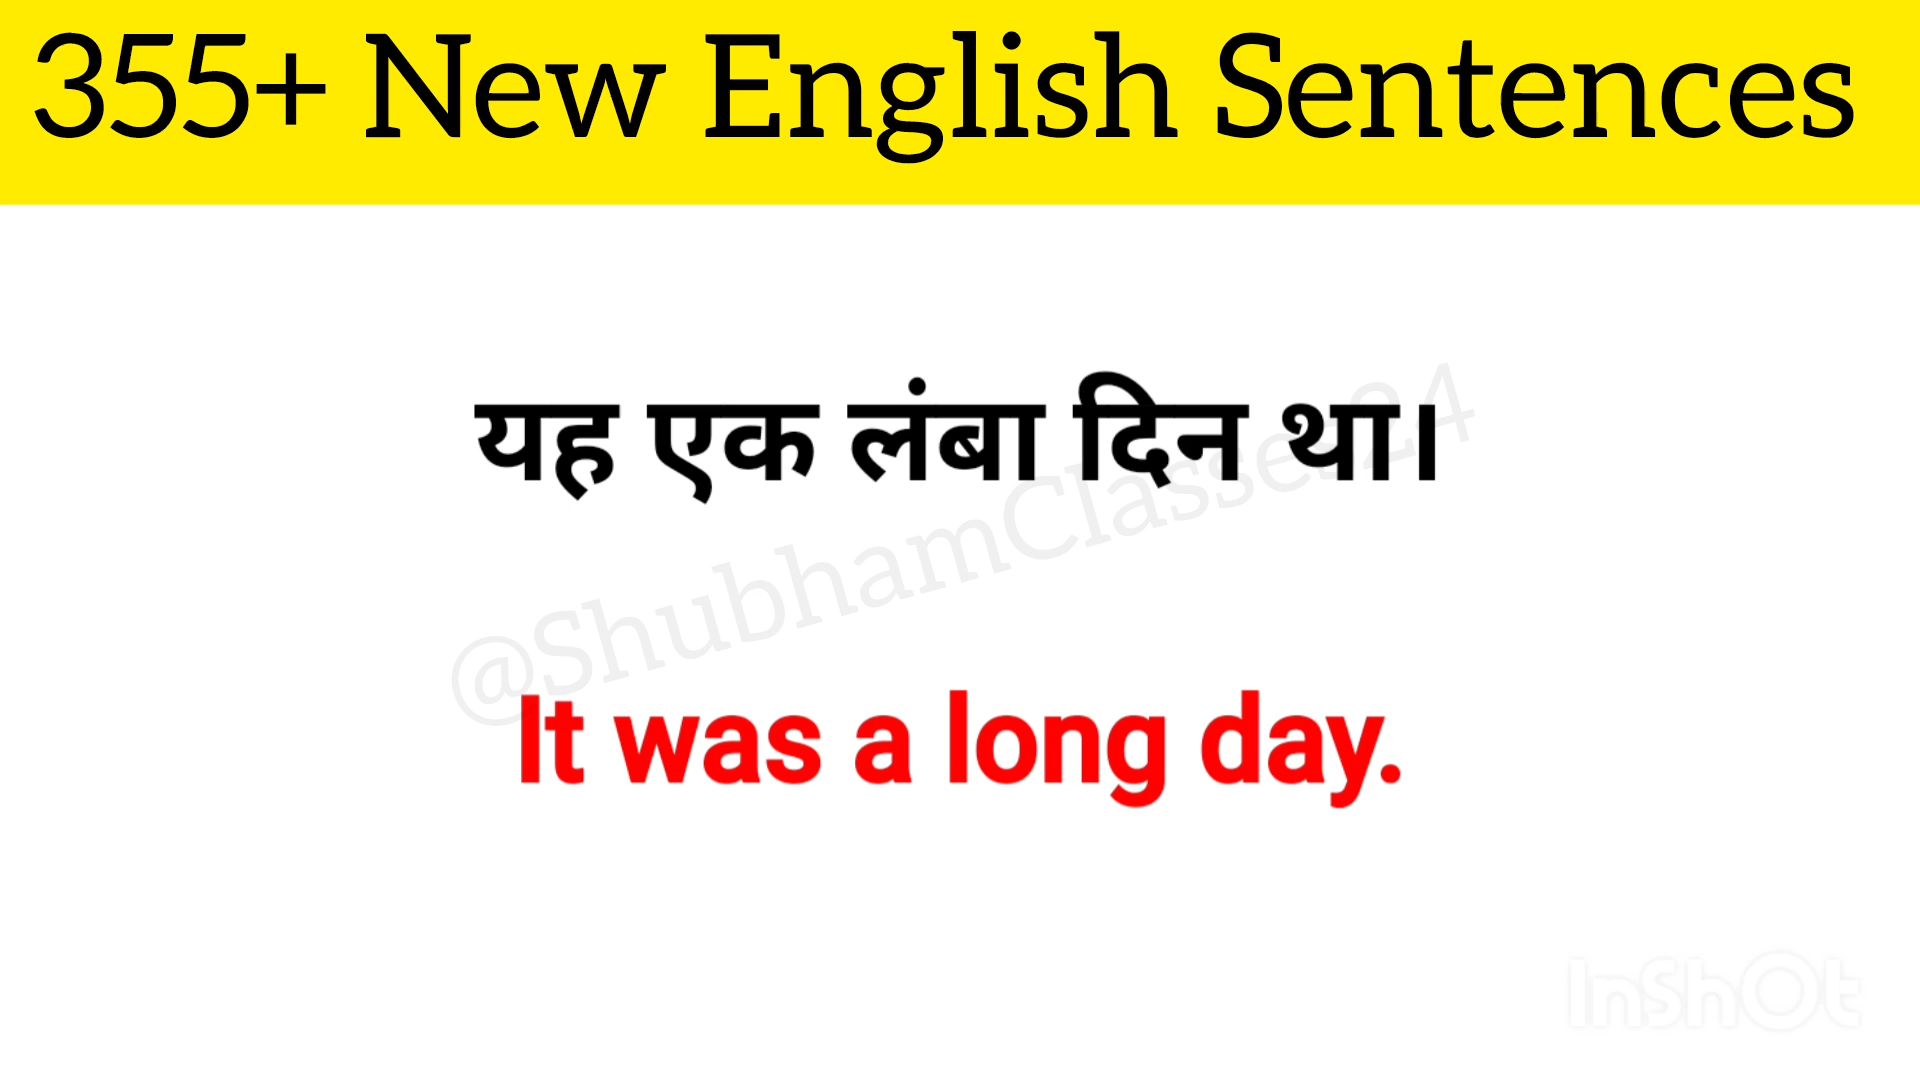 355+ New English Sentences
यह एक लंबा दिन था।
@ShubhamClasses24
It was a long day.
InShOt